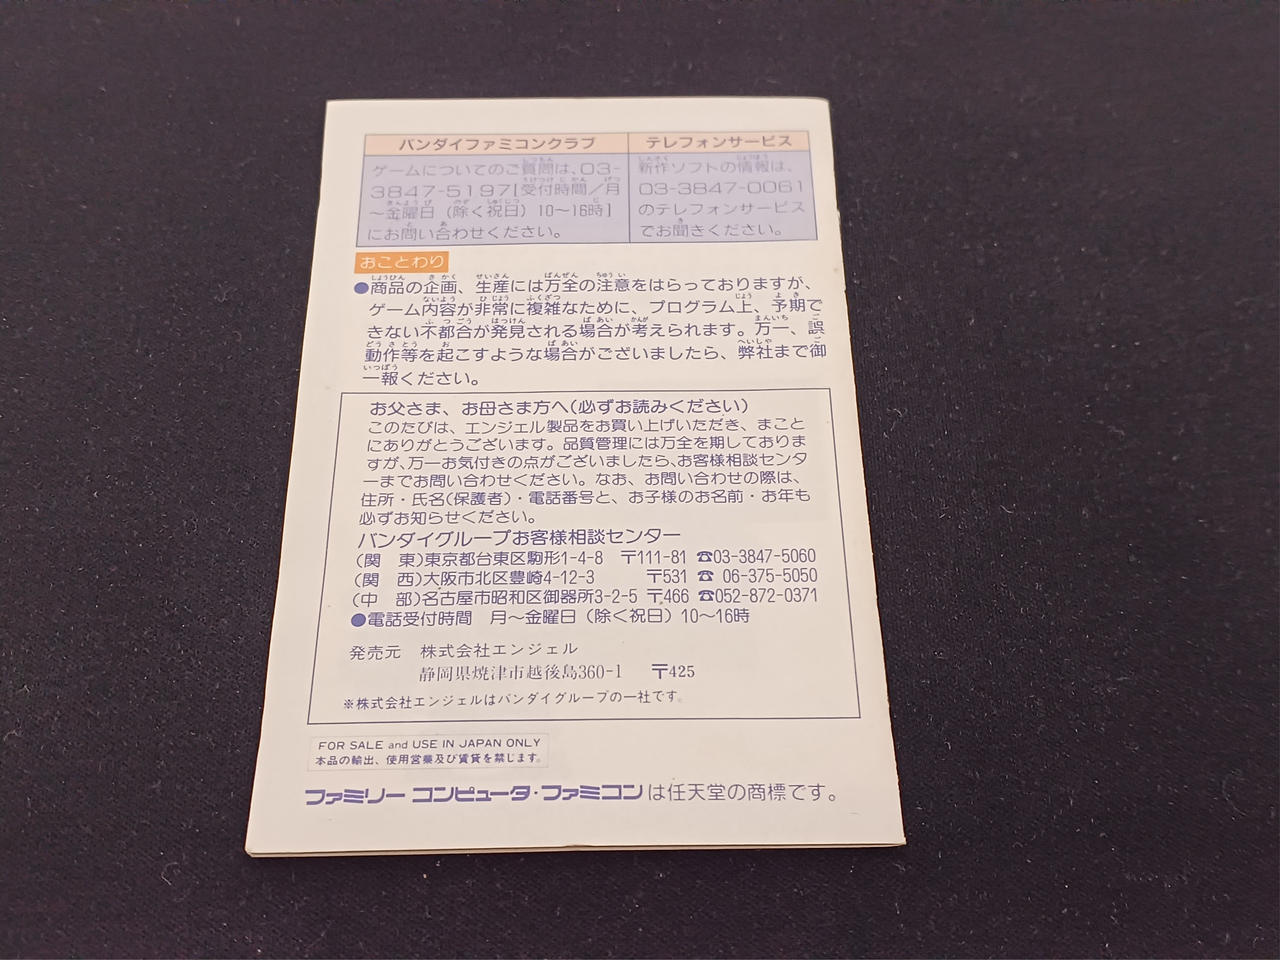 バンダイファミコンクラブ
ゲームについてのご質問は、03-
3847-5197[受付時間／月
～金曜日（除く祝日）10～16時]
にお問い合わせください。
テレフォンサービス
新作ソフトの情報は、
03-3847-0061
のテレフォンサービス
でお聞きください。
おことわり
●商品の企画、生産には万全の注意をはらっておりますが、
ゲーム内容が非常に複雑なために、プログラム上、予期で
きない不都合が発見される場合が考えられます。万一、誤
動作等を起こすような場合がございましたら、弊社まで御
一報ください。
お父さま、お母さま方へ(必ずお読みください)
このたびは、エンジェル製品をお買い上げいただき、まこと
にありがとうございます。品質管理には万全を期しておりま
すが、万一お気付きの点がございましたら、お客様相談センタ
ーまでお問い合わせください。なお、お問い合わせの際は、
住所・氏名(保護者)・電話番号と、お子様のお名前・お年も
必ずお知らせください。
バンダイグループお客様相談センター
(関　東)東京都台東区駒形1-4-8　〒111-81 ☎03-3847-5060
(関　西)大阪市北区豊崎4-12-3　〒531 ☎ 06-375-5050
(中　部)名古屋市昭和区御器所3-2-5 〒466 ☎052-872-0371
●電話受付時間　月～金曜日（除く祝日）10～16時
発売元　株式会社エンジェル
静岡県焼津市越後島360-1　〒425
※株式会社エンジェルはバンダイグループの一社です。
FOR SALE and USE IN JAPAN ONLY
本品の輸出、使用営業及び賃貸を禁じます。
ファミリーコンピュータ・ファミコンは任天堂の商標です。